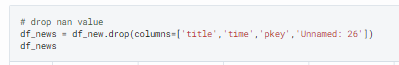 # drop nan value
df_news = df_new.drop(columns=['title','time','pkey','Unnamed: 26'])
df_news